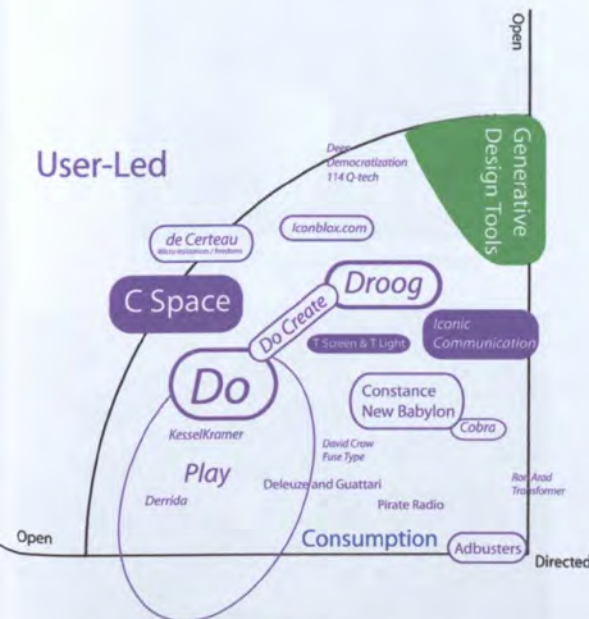 Open
User-Led
Deep
Democratization
114 Q-tech
Generative
Design Tools
Iconblox.com
de Certeau
C Space
Droog
Do Create
T Screen & T Light
Iconic
Communication
Do
Constance
New Babylon
Cobra
KesselKramer
David Crow
Fuse Type
Play
Deleuze and Guattari
Derrida
Ron Arad
Transformer
Pirate Radio
Open
Consumption
Adbusters
Directed